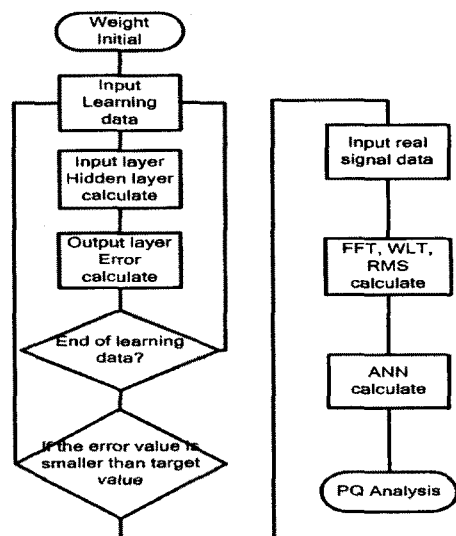 Weight
Initial
Input
Learning
data
Input layer
Hidden layer
calculate
Output layer
Error
calculate
End of learning
data?
If the error value is
smaller than target
value
Input real
signal data
FFT, WLT,
RMS
calculate
ANN
calculate
PQ Analysis